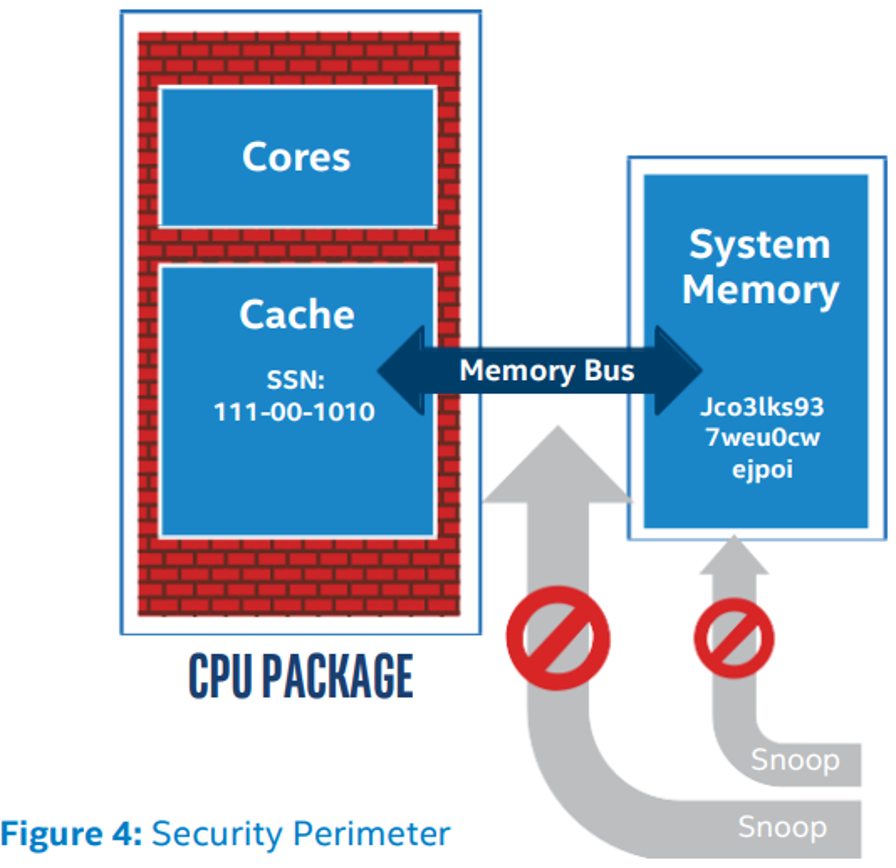 Cores
Cache
SSN:
111-00-1010
Memory Bus
System
Memory
Jco3lks93
7weu0cw
ejpoi
CPU PACKAGE
Snoop
Snoop
Figure 4: Security Perimeter